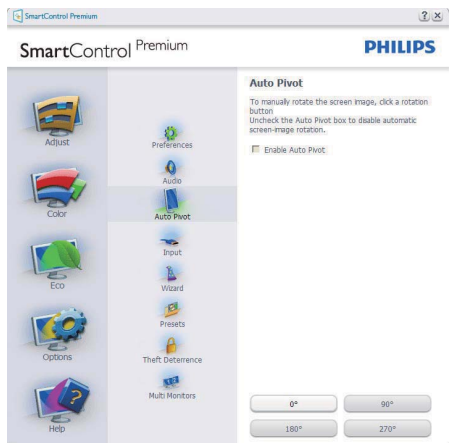 SmartControl Premium
SmartControl Premium
PHILIPS
Adjust
Color
Eco
Options
Help
Preferences
Audio
Auto Pivot
Input
Wizard
Presets
Theft Deterrence
Multi Monitors
Auto Pivot
To manually rotate the screen image, click a rotation
button
Uncheck the Auto Pivot box to disable automatic
screen-image rotation.
Enable Auto Pivot
0° 90°
180° 270°